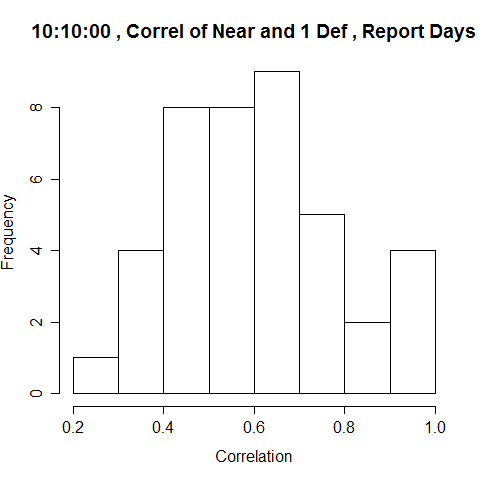 10:10:00 , Correl of Near and 1 Def , Report Days
Frequency
8
6
4
2
0
0.2 0.4 0.6 0.8 1.0
Correlation